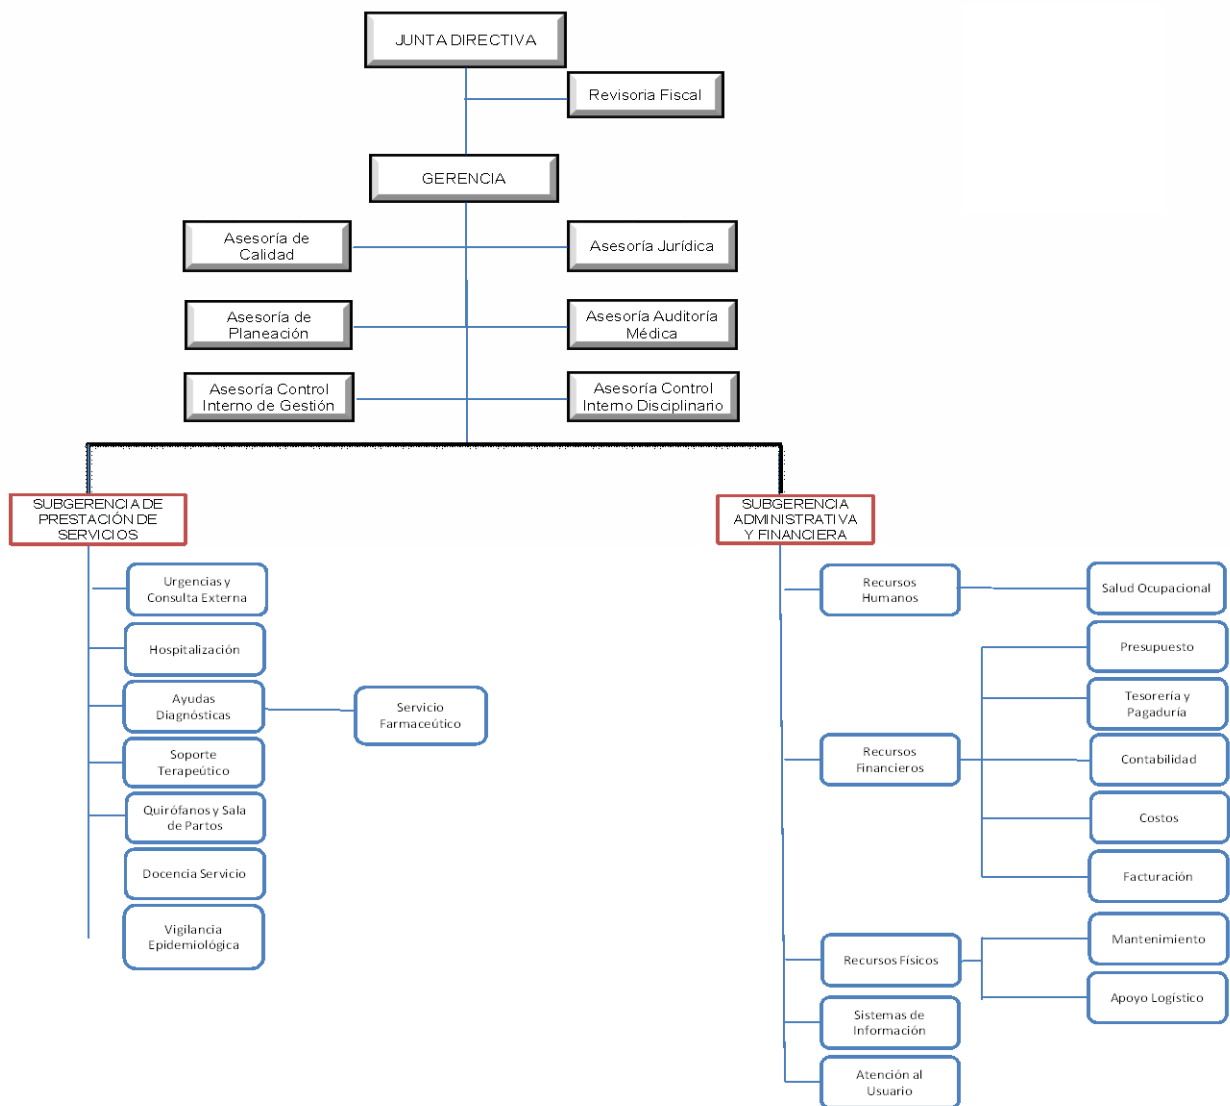 JUNTA DIRECTIVA
Revisoria Fiscal
GERENCIA
Asesoría de
Calidad
Asesoría Jurídica
Asesoría de
Planeación
Asesoría Auditoría
Médica
Asesoría Control
Interno de Gestión
Asesoría Control
Interno Disciplinario
SUBGERENCIA DE
PRESTACIÓN DE
SERVICIOS
SUBGERENCIA
ADMINISTRATIVA
Y FINANCIERA
Urgencias y
Consulta Externa
Hospitalización
Ayudas
Diagnósticas
Servicio
Farmaceútico
Soporte
Terapeútico
Quirófanos y Sala
de Partos
Docencia Servicio
Vigilancia
Epidemiológica
Recursos
Humanos
Salud Ocupacional
Presupuesto
Tesorería y
Pagaduría
Recursos
Financieros
Contabilidad
Costos
Facturación
Recursos Físicos
Mantenimiento
Apoyo Logístico
Sistemas de
Información
Atención al
Usuario